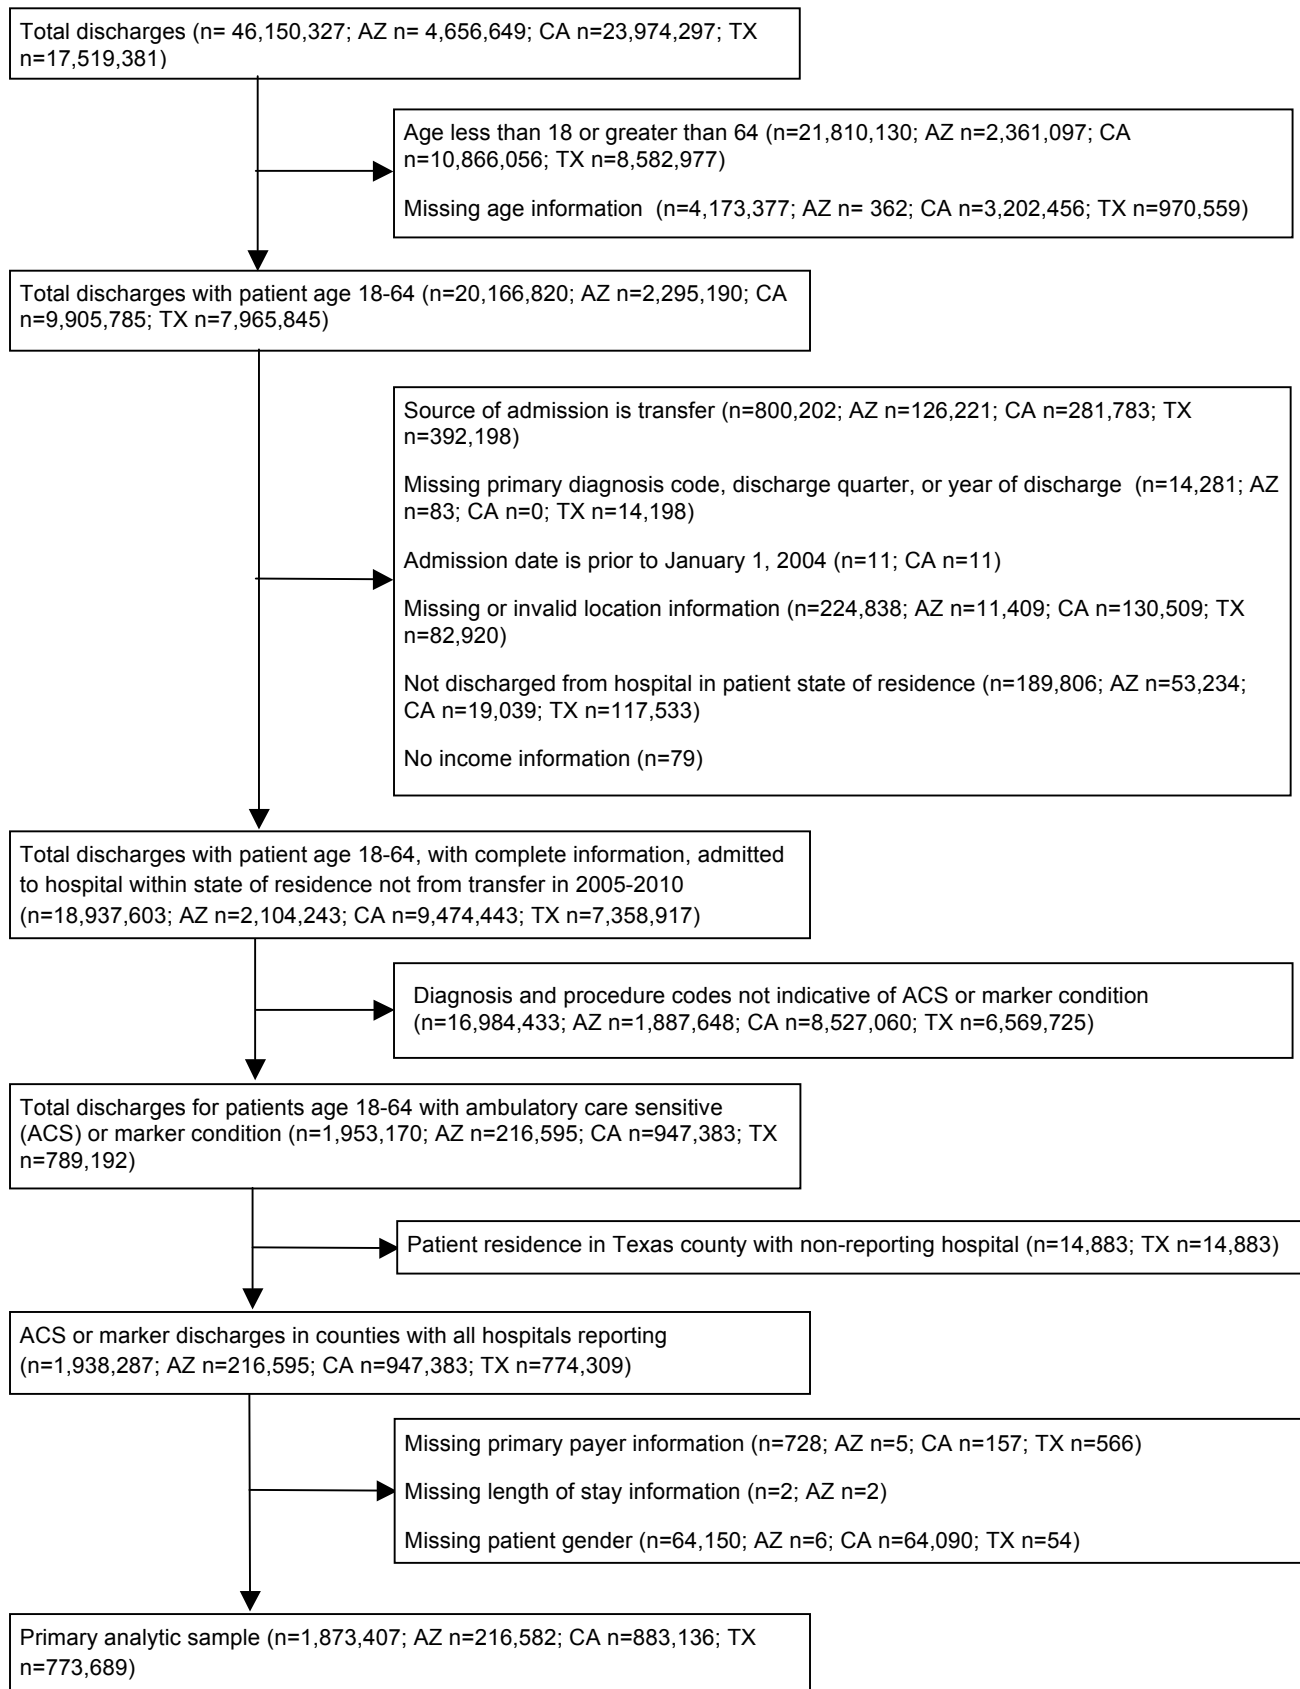 Total discharges (n= 46,150,327; AZ n= 4,656,649; CA n=23,974,297; TX
n=17,519,381)
Age less than 18 or greater than 64 (n=21,810,130; AZ n=2,361,097; CA
n=10,866,056; TX n=8,582,977)
Missing age information (n=4,173,377; AZ n= 362; CA n=3,202,456; TX n=970,559)
Total discharges with patient age 18-64 (n=20,166,820; AZ n=2,295,190; CA
n=9,905,785; TX n=7,965,845)
Source of admission is transfer (n=800,202; AZ n=126,221; CA n=281,783; TX
n=392,198)
Missing primary diagnosis code, discharge quarter, or year of discharge (n=14,281; AZ
n=83; CA n=0; TX n=14,198)
Admission date is prior to January 1, 2004 (n=11; CA n=11)
Missing or invalid location information (n=224,838; AZ n=11,409; CA n=130,509; TX
n=82,920)
Not discharged from hospital in patient state of residence (n=189,806; AZ n=53,234;
CA n=19,039; TX n=117,533)
No income information (n=79)
Total discharges with patient age 18-64, with complete information, admitted
to hospital within state of residence not from transfer in 2005-2010
(n=18,937,603; AZ n=2,104,243; CA n=9,474,443; TX n=7,358,917)
Diagnosis and procedure codes not indicative of ACS or marker condition
(n=16,984,433; AZ n=1,887,648; CA n=8,527,060; TX n=6,569,725)
Total discharges for patients age 18-64 with ambulatory care sensitive
(ACS) or marker condition (n=1,953,170; AZ n=216,595; CA n=947,383; TX
n=789,192)
Patient residence in Texas county with non-reporting hospital (n=14,883; TX n=14,883)
ACS or marker discharges in counties with all hospitals reporting
(n=1,938,287; AZ n=216,595; CA n=947,383; TX n=774,309)
Missing primary payer information (n=728; AZ n=5; CA n=157; TX n=566)
Missing length of stay information (n=2; AZ n=2)
Missing patient gender (n=64,150; AZ n=6; CA n=64,090; TX n=54)
Primary analytic sample (n=1,873,407; AZ n=216,582; CA n=883,136; TX
n=773,689)